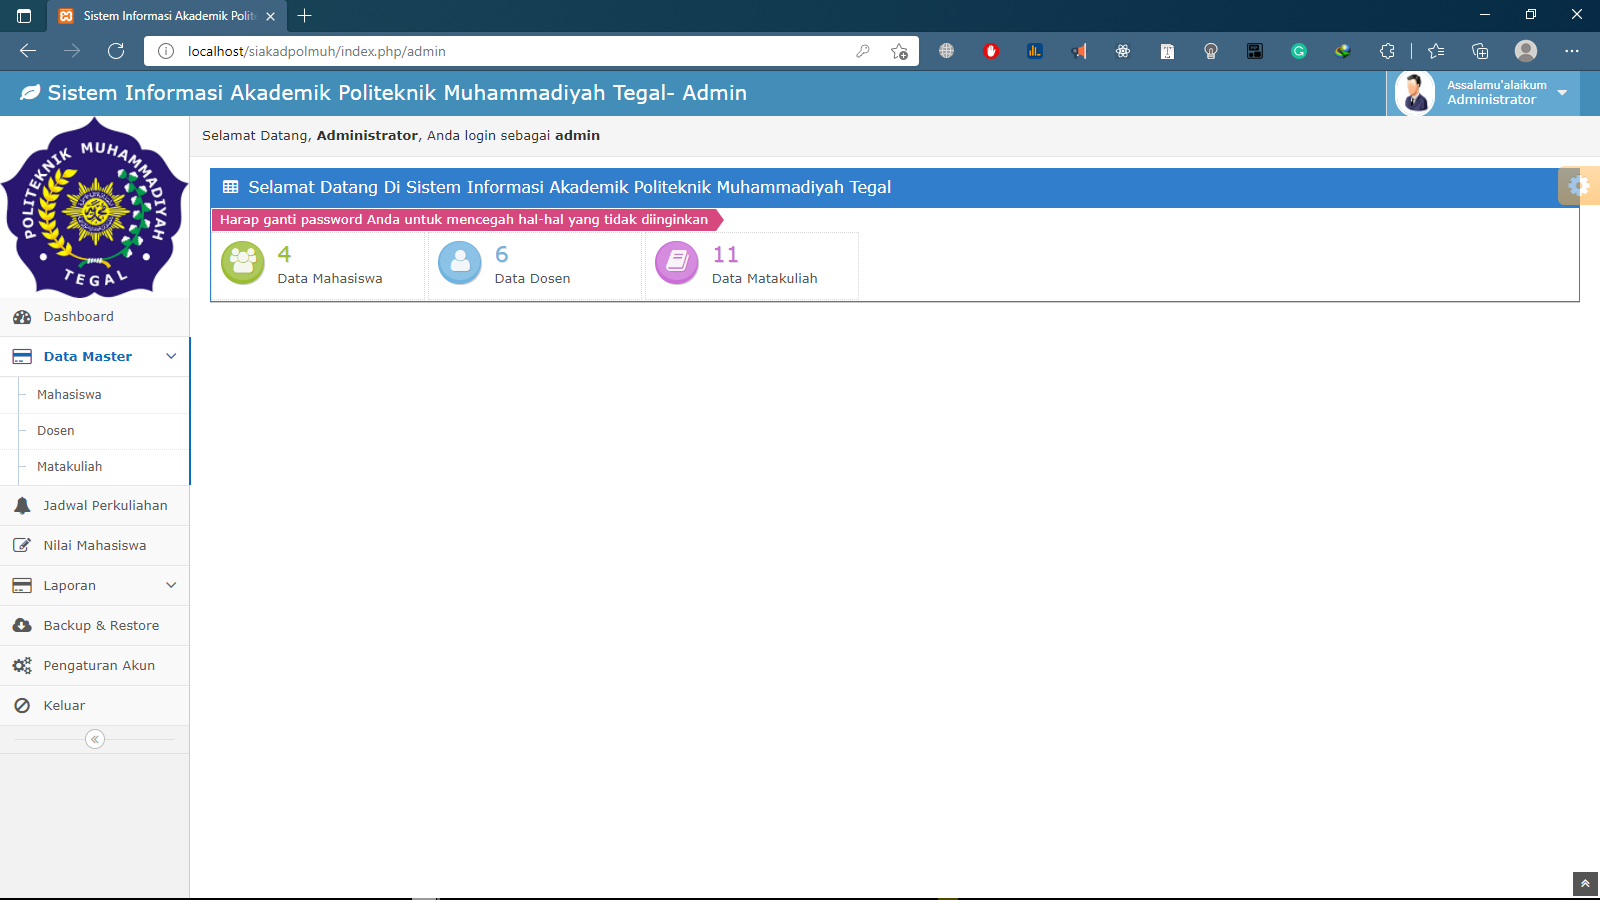 Sistem Informasi Akademik Polit
localhost/siakadpolmuh/index.php/admin
Sistem Informasi Akademik Politeknik Muhammadiyah Tegal- Admin
Assalamu'alaikum
Administrator
POLITEKNIK MUHAMMADIYAH
TEGAL
Selamat Datang, Administrator, Anda login sebagai admin
Selamat Datang Di Sistem Informasi Akademik Politeknik Muhammadiyah Tegal
Harap ganti password Anda untuk mencegah hal-hal yang tidak diinginkan
4
Data Mahasiswa
6
Data Dosen
11
Data Matakuliah
Dashboard
Data Master
Mahasiswa
Dosen
Matakuliah
Jadwal Perkuliahan
Nilai Mahasiswa
Laporan
Backup & Restore
Pengaturan Akun
Keluar